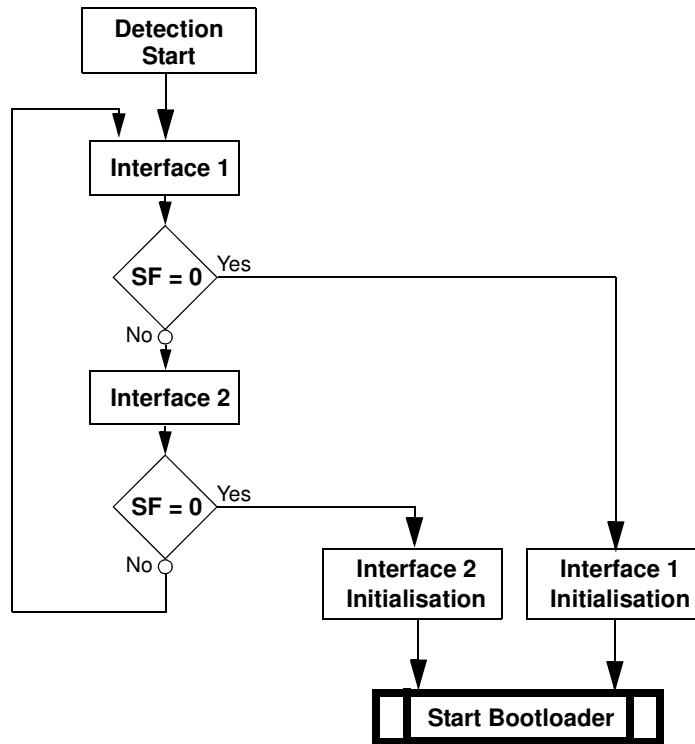 Detection
Start
Interface 1
SF = 0
Yes
No
Interface 2
SF = 0
Yes
No
Interface 2
Initialisation
Interface 1
Initialisation
Start Bootloader